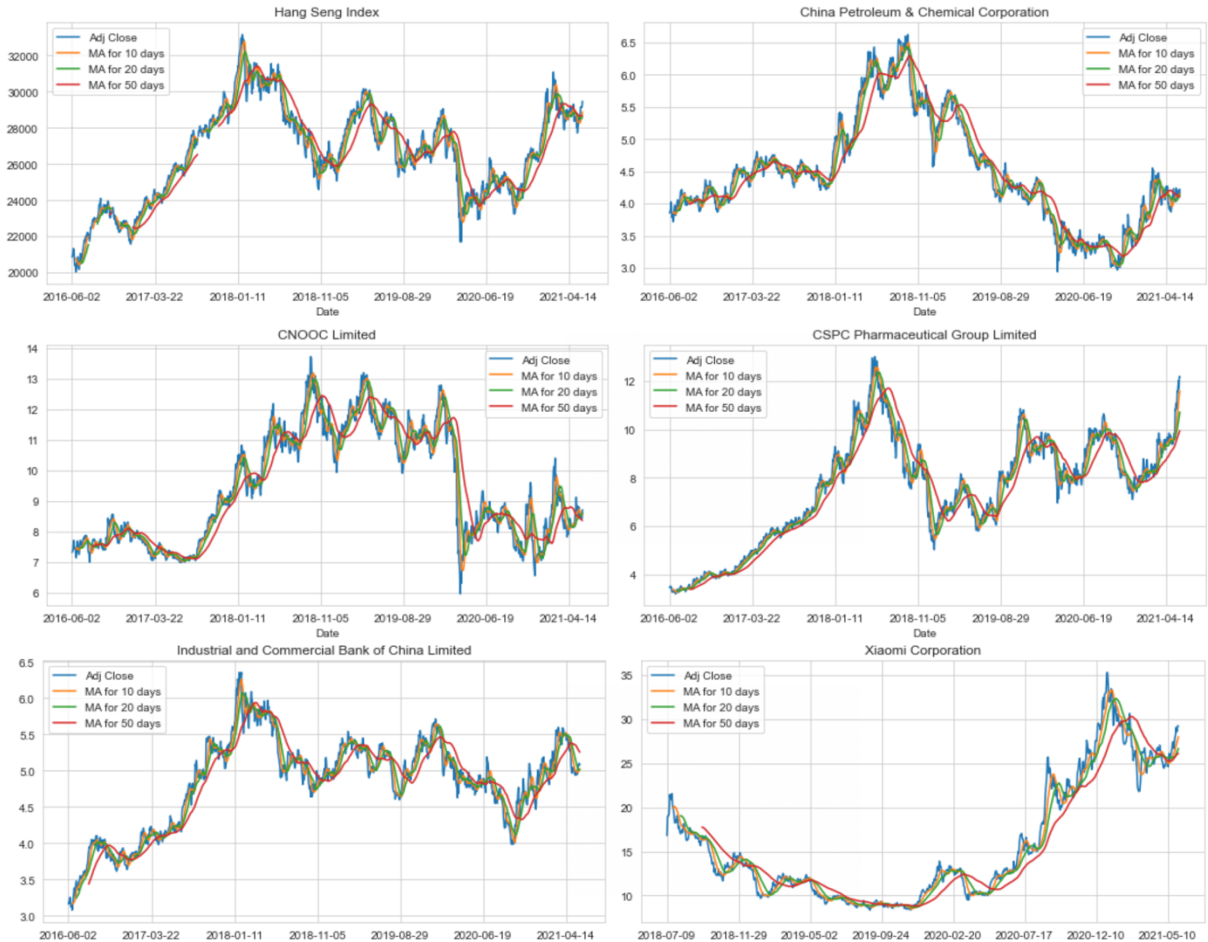 Hang Seng Index
Adj Close
MA for 10 days
MA for 20 days
MA for 50 days
32000
30000
28000
26000
24000
22000
20000
2016-06-02 2017-03-22 2018-01-11 2018-11-05 2019-08-29 2020-06-19 2021-04-14
Date
China Petroleum & Chemical Corporation
Adj Close
MA for 10 days
MA for 20 days
MA for 50 days
6.5
6.0
5.5
5.0
4.5
4.0
3.5
3.0
2016-06-02 2017-03-22 2018-01-11 2018-11-05 2019-08-29 2020-06-19 2021-04-14
Date
CNOOC Limited
Adj Close
MA for 10 days
MA for 20 days
MA for 50 days
14
13
12
11
10
9
8
7
6
2016-06-02 2017-03-22 2018-01-11 2018-11-05 2019-08-29 2020-06-19 2021-04-14
Date
CSPC Pharmaceutical Group Limited
Adj Close
MA for 10 days
MA for 20 days
MA for 50 days
12
10
8
6
4
2016-06-02 2017-03-22 2018-01-11 2018-11-05 2019-08-29 2020-06-19 2021-04-14
Date
Industrial and Commercial Bank of China Limited
Adj Close
MA for 10 days
MA for 20 days
MA for 50 days
6.5
6.0
5.5
5.0
4.5
4.0
3.5
3.0
2016-06-02 2017-03-22 2018-01-11 2018-11-05 2019-08-29 2020-06-19 2021-04-14
Xiaomi Corporation
Adj Close
MA for 10 days
MA for 20 days
MA for 50 days
35
30
25
20
15
10
2018-07-09 2018-11-29 2019-05-02 2019-09-24 2020-02-20 2020-07-17 2020-12-10 2021-05-10